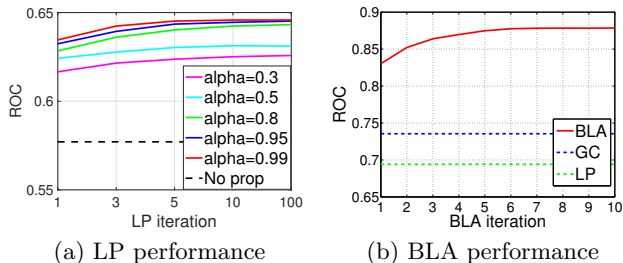 0.65
0.6
0.55
ROC
1
3
5
10
100
LP iteration
alpha=0.3
alpha=0.5
alpha=0.8
alpha=0.95
alpha=0.99
No prop
(a) LP performance
0.9
0.85
0.8
0.75
0.7
0.65
ROC
1 2 3 4 5 6 7 8 9 10
BLA iteration
BLA
GC
LP
(b) BLA performance